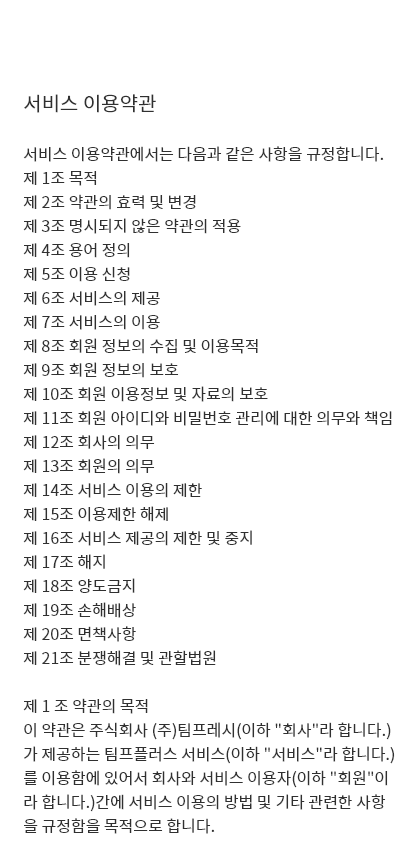 서비스 이용약관
서비스 이용약관에서는 다음과 같은 사항을 규정합니다.
제 1조 목적
제 2조 약관의 효력 및 변경
제 3조 명시되지 않은 약관의 적용
제 4조 용어 정의
제 5조 이용 신청
제 6조 서비스의 제공
제 7조 서비스의 이용
제 8조 회원 정보의 수집 및 이용목적
제 9조 회원 정보의 보호
제 10조 회원 이용정보 및 자료의 보호
제 11조 회원 아이디와 비밀번호 관리에 대한 의무와 책임
제 12조 회사의 의무
제 13조 회원의 의무
제 14조 서비스 이용의 제한
제 15조 이용제한 해제
제 16조 서비스 제공의 제한 및 중지
제 17조 해지
제 18조 양도금지
제 19조 손해배상
제 20조 면책사항
제 21조 분쟁해결 및 관할법원
제 1 조 약관의 목적
이 약관은 주식회사 (주)팀프레시(이하 "회사"라 합니다.)
가 제공하는 팀프플러스 서비스(이하 "서비스"라 합니다.)
를 이용함에 있어서 회사와 서비스 이용자(이하 "회원"이
라 합니다.)간에 서비스 이용의 방법 및 기타 관련한 사항
을 규정함을 목적으로 합니다.